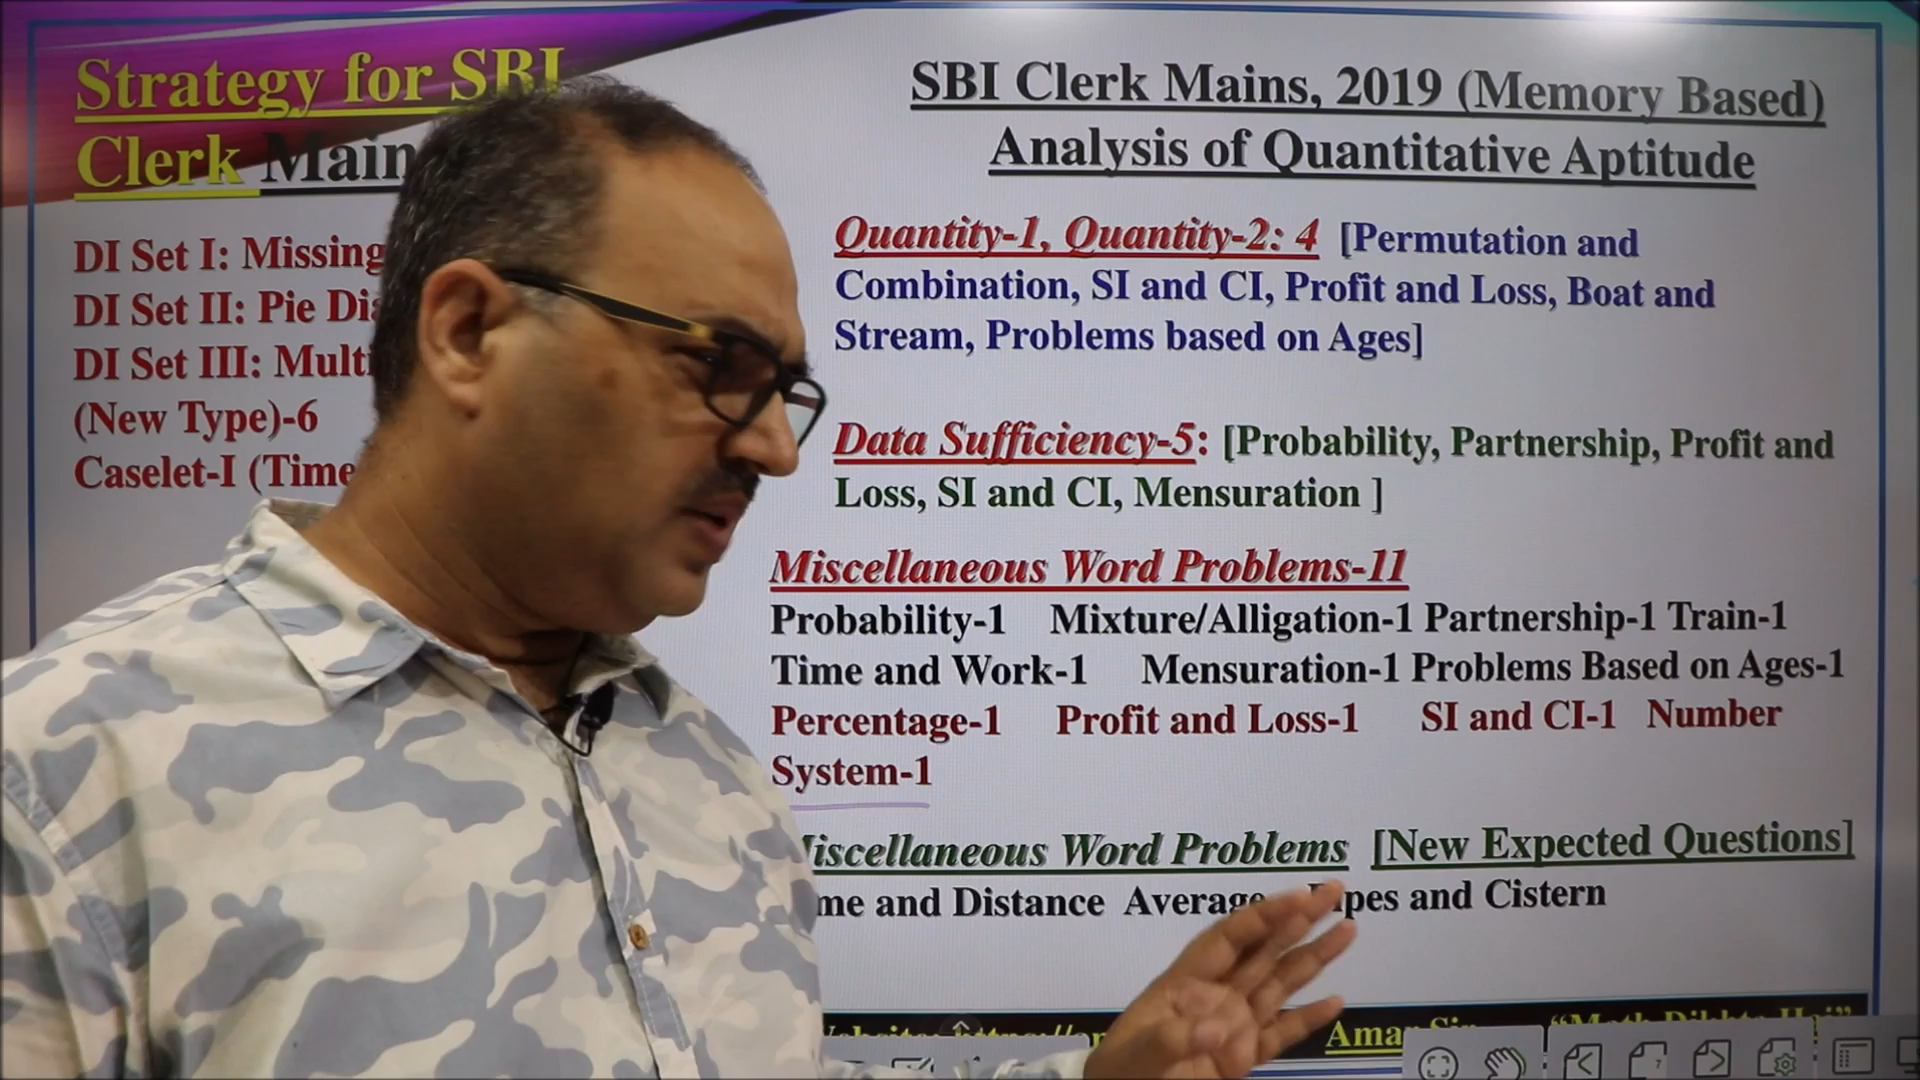 Strategy for SBI
Clerk Main
DI Set I: Missing
DI Set II: Pie
DI Set III:
(New Type)-6
Caselet-I (Time
SBI Clerk Mains, 2019 (Memory Based)
Analysis of Quantitative Aptitude
Quantity-1, Quantity-2: 4 [Permutation and
Combination, SI and CI, Profit and Loss, Boat and
Stream, Problems based on Ages]
Data Sufficiency-5: [Probability, Partnership, Profit and
Loss, SI and CI, Mensuration ]
Miscellaneous Word Problems-11
Probability-1 Mixture/Alligation-1 Partnership-1 Train-1
Time and Work-1 Mensuration-1 Problems Based on Ages-1
Percentage-1 Profit and Loss-1 SI and CI-1 Number
System-1
Miscellaneous Word Problems [New Expected Questions]
and Distance Average Pipes and Cistern